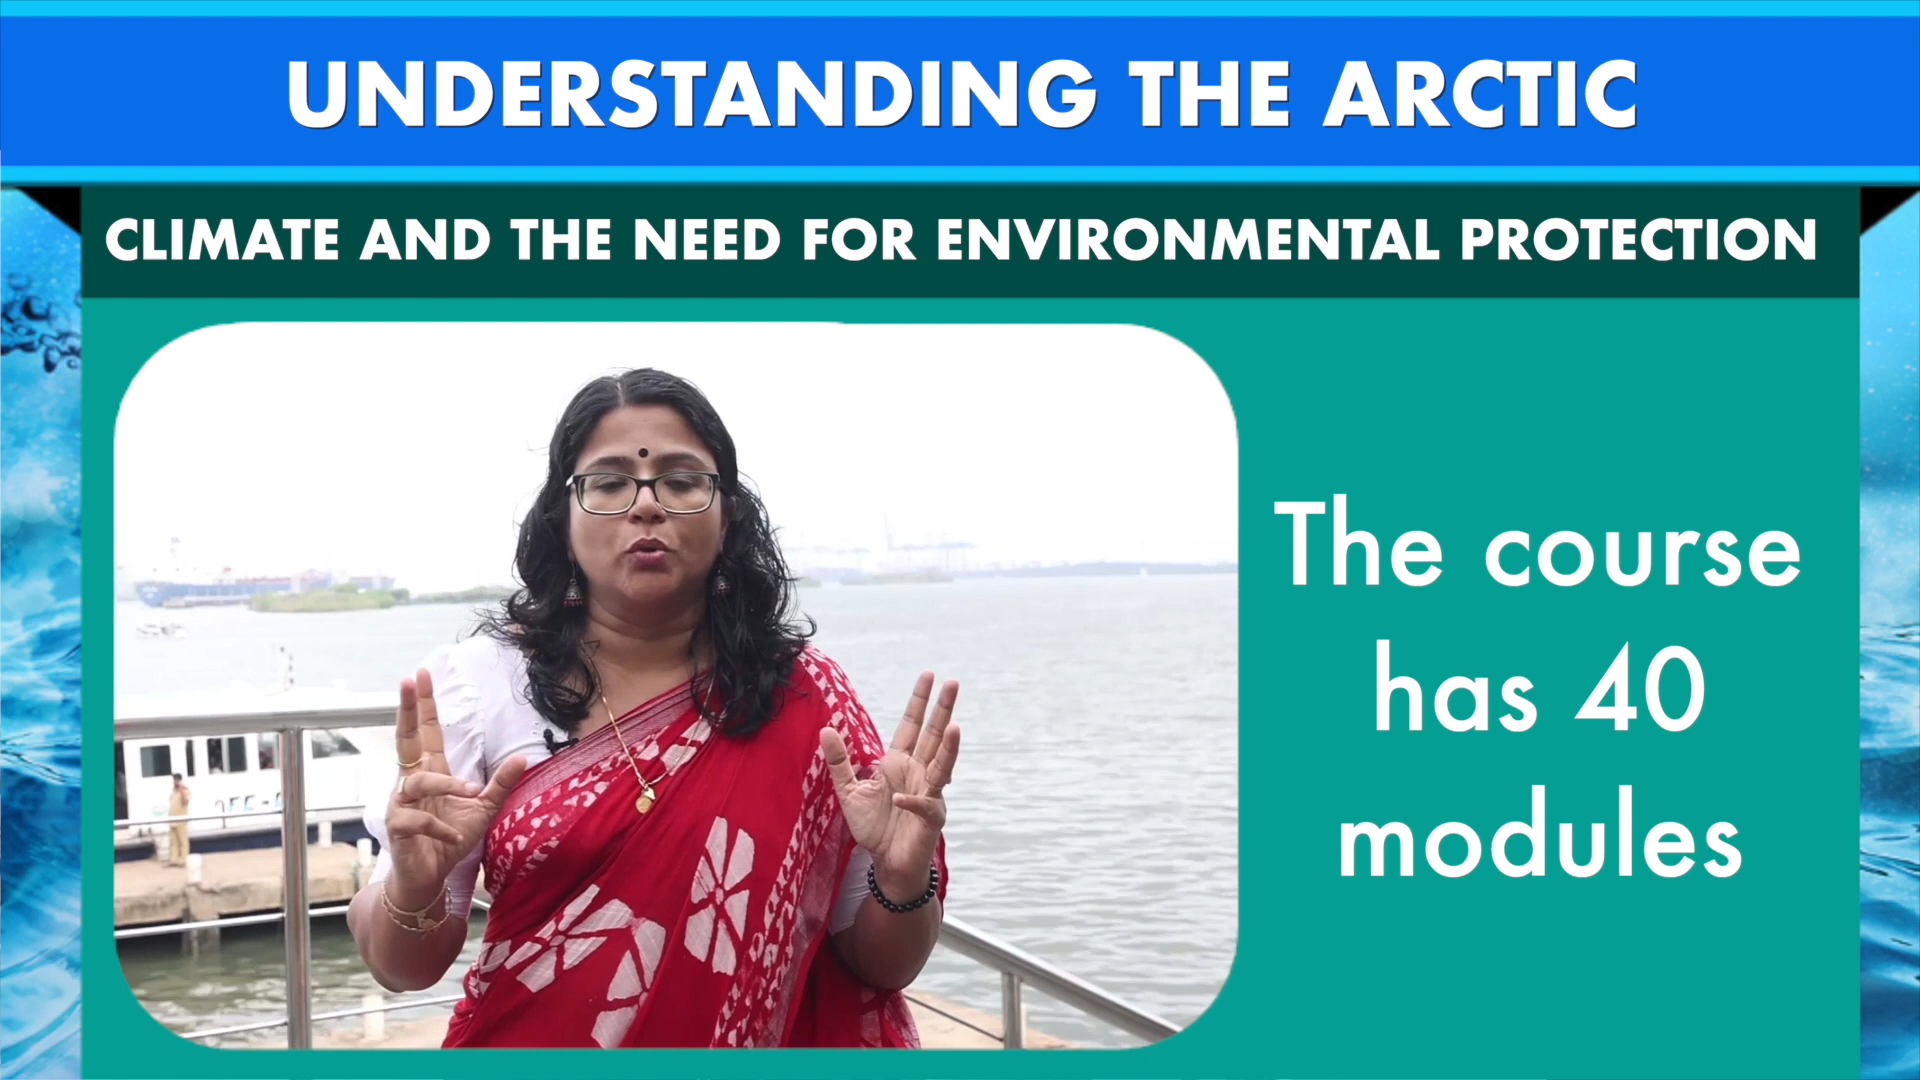 UNDERSTANDING THE ARCTIC
CLIMATE AND THE NEED FOR ENVIRONMENTAL PROTECTION
The course
has 40
modules